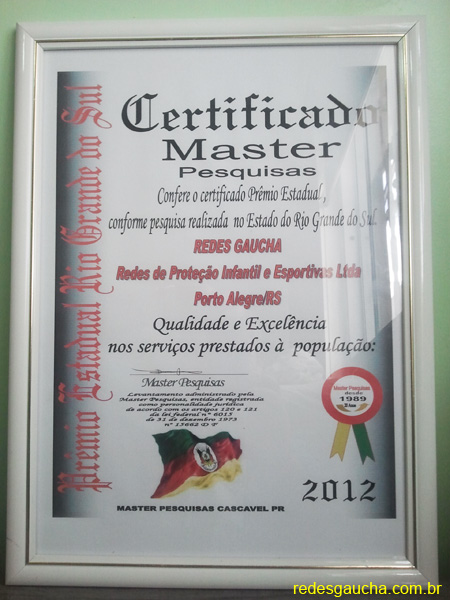 Prêmio Estadual Rio Grande do Sul
Certificado
Master
Pesquisas
Confere o certificado Prêmio Estadual ,
conforme pesquisa realizada no Estado do Rio Grande do Sul.
REDES GAUCHA
Redes de Proteção Infantil e Esportivas Ltda
Porto Alegre/RS
Qualidade e Excelência
nos serviços prestados à população:
Master Pesquisas
Levantamento administrado pela
Master Pesquisas, entidade registrada
como personalidade jurídica
de acordo com os artigos 120 e 121
da lei federal n° 6015
de 31 de dezembro 1973
n° 13662
Master Pesquisas
desde
1989
2012
MASTER PESQUISAS CASCAVEL PR
redesgaucha.com.br